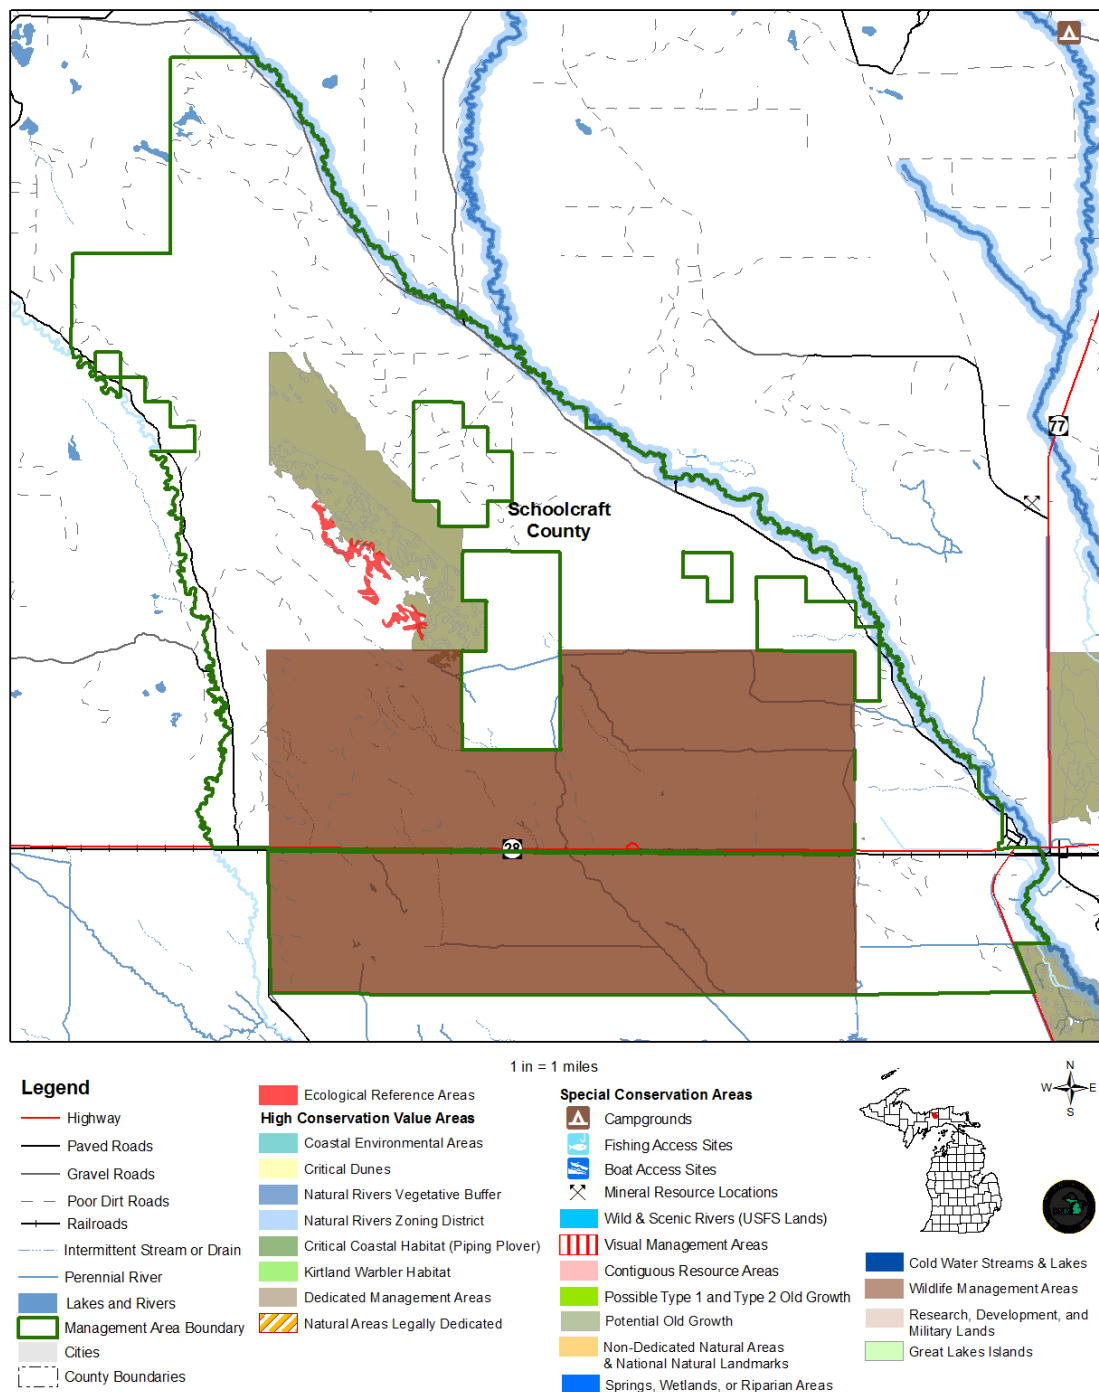 77
Schoolcraft
County
28
1 in = 1 miles
Legend
Highway
Paved Roads
Gravel Roads
Poor Dirt Roads
Railroads
Intermittent Stream or Drain
Perennial River
Lakes and Rivers
Management Area Boundary
Cities
County Boundaries
Ecological Reference Areas
High Conservation Value Areas
Coastal Environmental Areas
Critical Dunes
Natural Rivers Vegetative Buffer
Natural Rivers Zoning District
Critical Coastal Habitat (Piping Plover)
Kirtland Warbler Habitat
Dedicated Management Areas
Natural Areas Legally Dedicated
Special Conservation Areas
Campgrounds
Fishing Access Sites
Boat Access Sites
Mineral Resource Locations
Wild & Scenic Rivers (USFS Lands)
Visual Management Areas
Contiguous Resource Areas
Possible Type 1 and Type 2 Old Growth
Potential Old Growth
Non-Dedicated Natural Areas
& National Natural Landmarks
Springs, Wetlands, or Riparian Areas
N
W E
S
Cold Water Streams & Lakes
Wildlife Management Areas
Research, Development, and
Military Lands
Great Lakes Islands